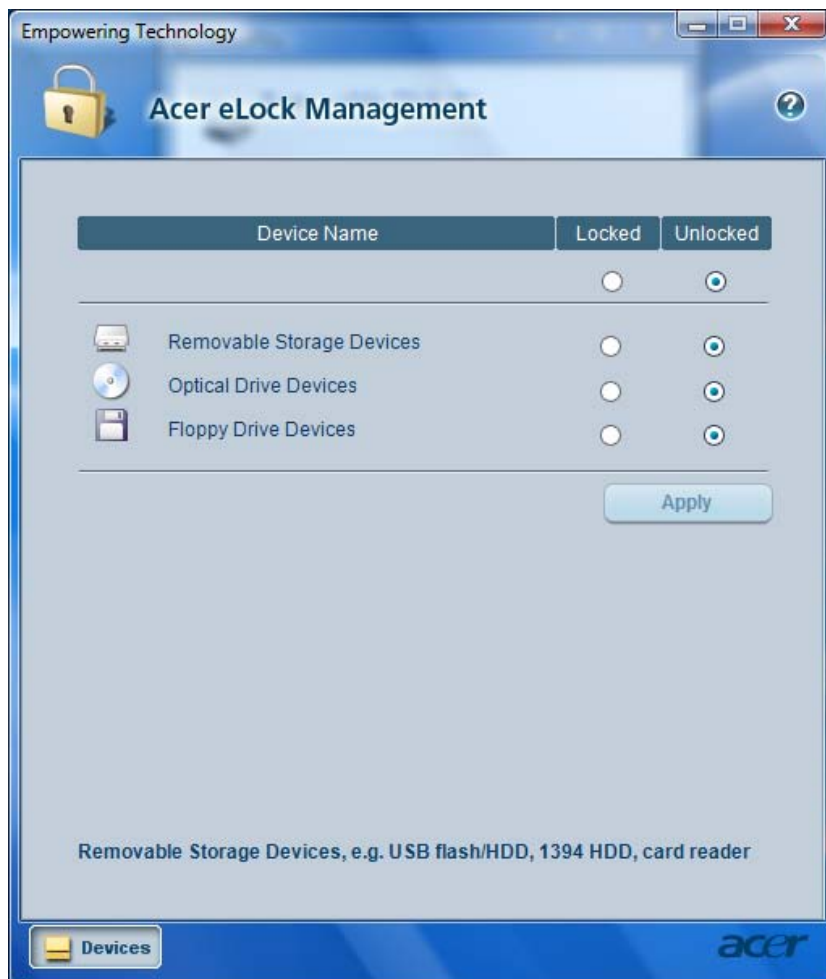 Empowering Technology
Acer eLock Management
?
Device Name Locked Unlocked
Removable Storage Devices
Optical Drive Devices
Floppy Drive Devices
Apply
Removable Storage Devices, e.g. USB flash/HDD, 1394 HDD, card reader
Devices
acer